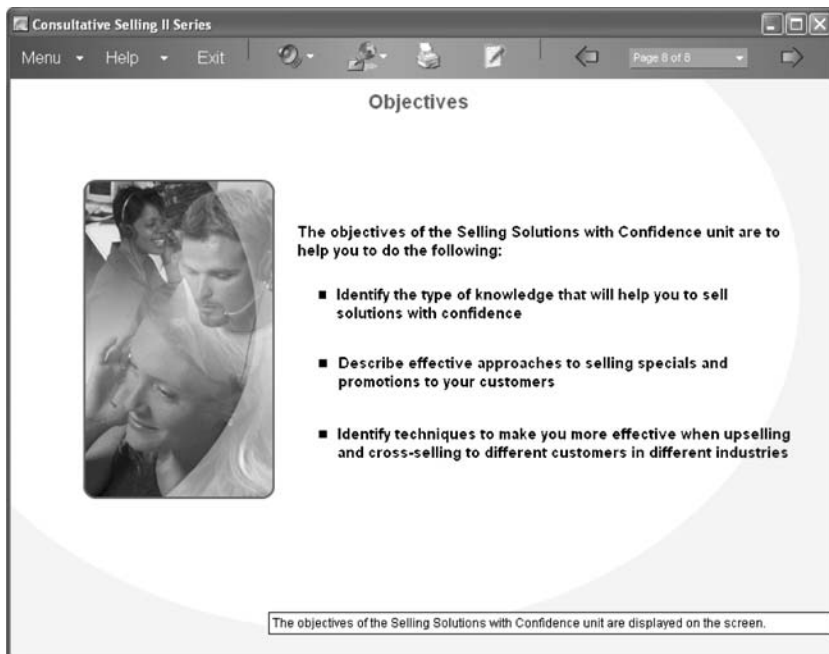 Consultative Selling II Series
Menu Help Exit Page 8 of 8
Objectives
The objectives of the Selling Solutions with Confidence unit are to
help you to do the following:
■ Identify the type of knowledge that will help you to sell
solutions with confidence
■ Describe effective approaches to selling specials and
promotions to your customers
■ Identify techniques to make you more effective when upselling
and cross-selling to different customers in different industries
The objectives of the Selling Solutions with Confidence unit are displayed on the screen.